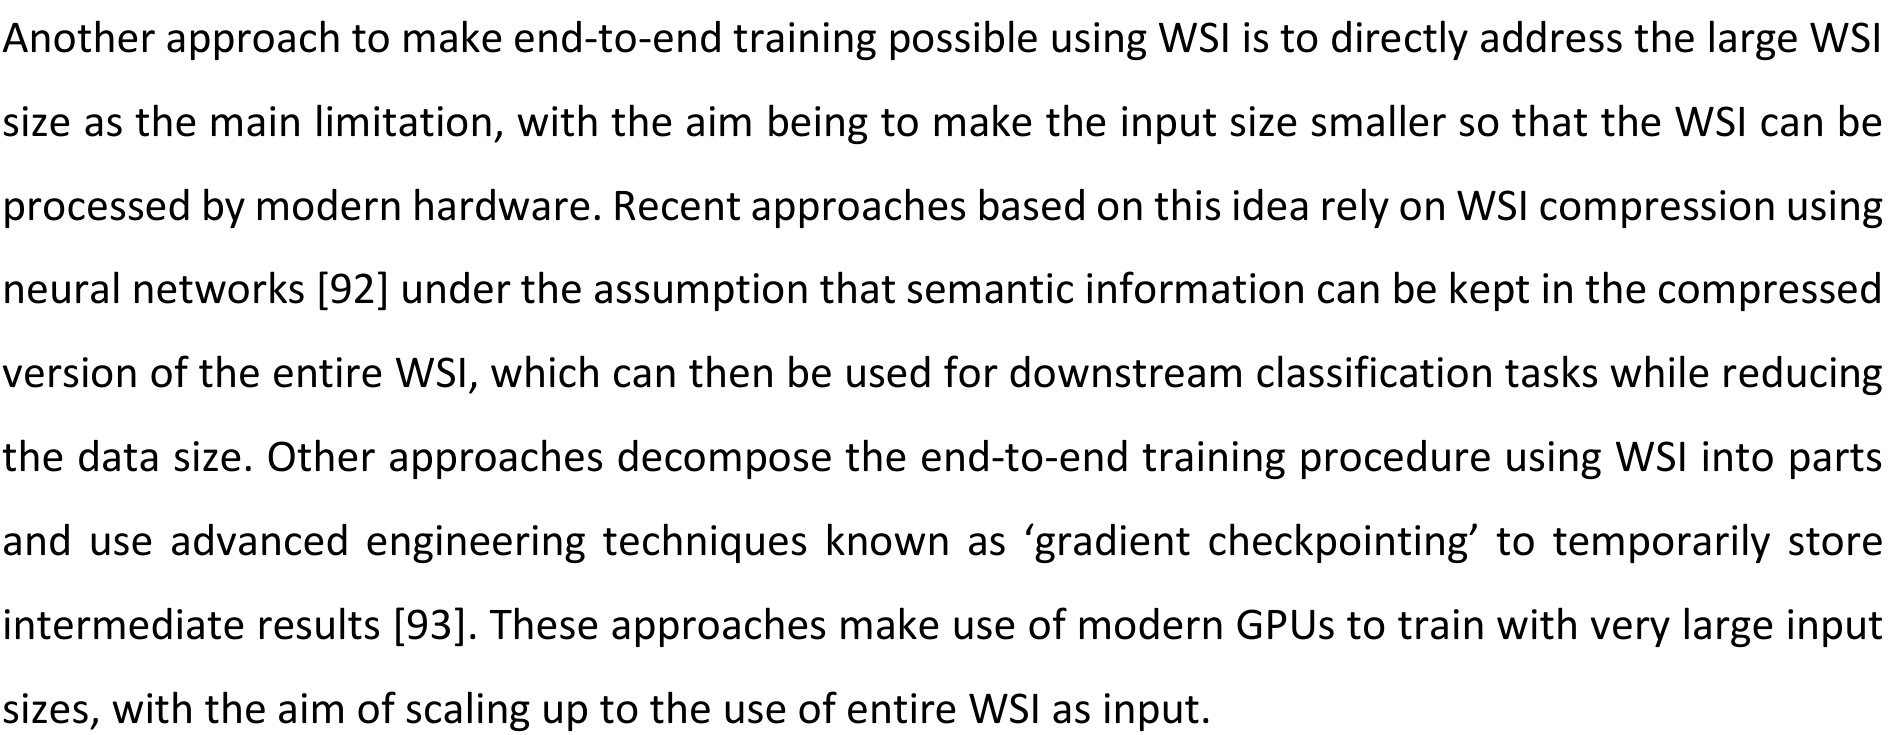 Another approach to make end-to-end training possible using WSI is to directly address the large WSI
size as the main limitation, with the aim being to make the input size smaller so that the WSI can be
processed by modern hardware. Recent approaches based on this idea rely on WSI compression using
neural networks [92] under the assumption that semantic information can be kept in the compressed
version of the entire WSI, which can then be used for downstream classification tasks while reducing
the data size. Other approaches decompose the end-to-end training procedure using WSI into parts
and use advanced engineering techniques known as ‘gradient checkpointing’ to temporarily store
intermediate results [93]. These approaches make use of modern GPUs to train with very large input
sizes, with the aim of scaling up to the use of entire WSI as input.